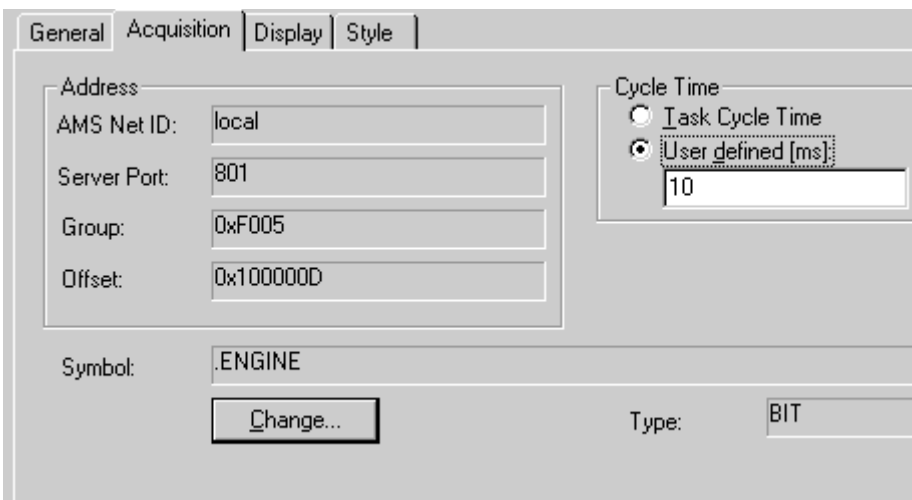 General Acquisition Display Style
Address
AMS Net ID: local
Server Port: 801
Group: 0xF005
Offset: 0x100000D
Cycle Time
Task Cycle Time
User defined [ms]:
10
Symbol: .ENGINE
Change...
Type: BIT